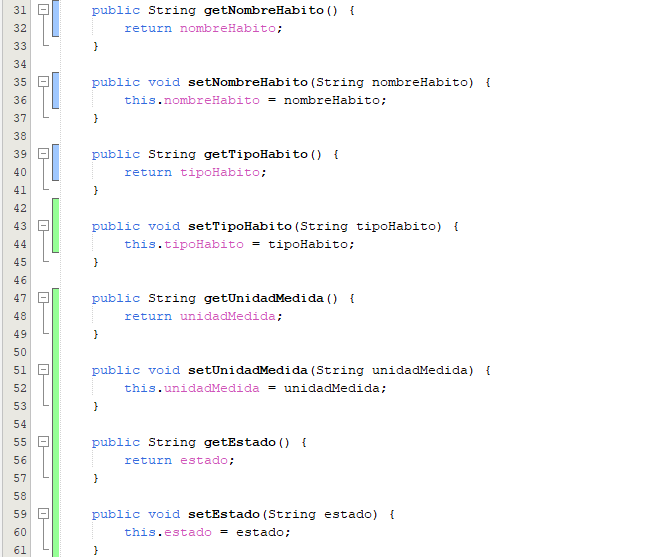 31 public String getNombreHabito() {
32 return nombreHabito;
33 }
34
35 public void setNombreHabito(String nombreHabito) {
36 this.nombreHabito = nombreHabito;
37 }
38
39 public String getTipoHabito() {
40 return tipoHabito;
41 }
42
43 public void setTipoHabito(String tipoHabito) {
44 this.tipoHabito = tipoHabito;
45 }
46
47 public String getUnidadMedida() {
48 return unidadMedida;
49 }
50
51 public void setUnidadMedida(String unidadMedida) {
52 this.unidadMedida = unidadMedida;
53 }
54
55 public String getEstado() {
56 return estado;
57 }
58
59 public void setEstado(String estado) {
60 this.estado = estado;
61 }